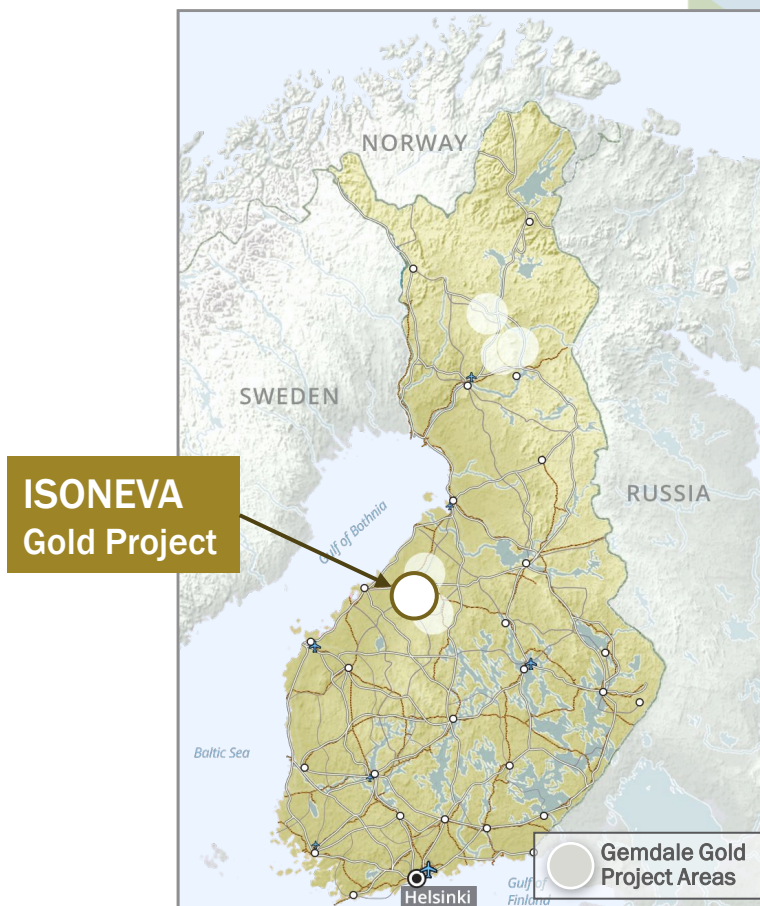 NORWAY
SWEDEN
ISONEVA
Gold Project
RUSSIA
Gulf of Bothnia
Baltic Sea
Gemdale Gold
Project Areas
Helsinki
Gulf of
Finland